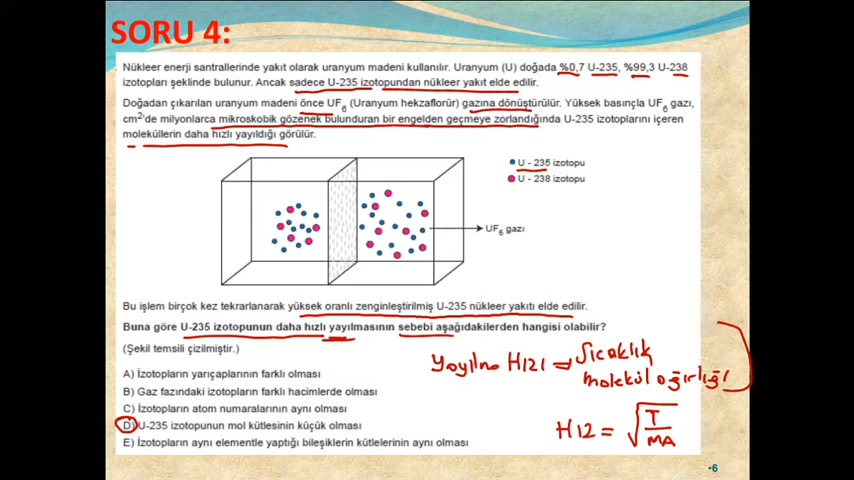 SORU 4:
Nükleer enerji santrallerinde yakıt olarak uranyum madeni kullanılır. Uranyum (U) doğada %0,7 U-235, %99,3 U-238
izotopları şeklinde bulunur. Ancak sadece U-235 izotopundan nükleer yakıt elde edilir.
Doğadan çıkarılan uranyum madeni önce UF6 (Uranyum hekzaflorür) gazına dönüştürülür. Yüksek basınçla UF6 gazı,
cm2'de milyonlarca mikroskobik gözenek bulunduran bir engelden geçmeye zorlandığında U-235 izotoplarını içeren
moleküllerin daha hızlı yayıldığı görülür.
U - 235 izotopu
U - 238 izotopu
UF6 gazı
Bu işlem birçok kez tekrarlanarak yüksek oranlı zenginleştirilmiş U-235 nükleer yakıtı elde edilir.
Buna göre U-235 izotopunun daha hızlı yayılmasının sebebi aşağıdakilerden hangisi olabilir?
(Şekil temsili çizilmiştir.)
Yayılma HIZI ⇒ Sıcaklık
molekül ağırlığı
A) İzotopların yarıçaplarının farklı olması
B) Gaz fazındaki izotopların farklı hacimlerde olması
C) İzotopların atom numaralarının aynı olması
D) U-235 izotopunun mol kütlesinin küçük olması
E) İzotopların aynı elementle yaptığı bileşiklerin kütlelerinin aynı olması
HIZ = √T/MA
•6